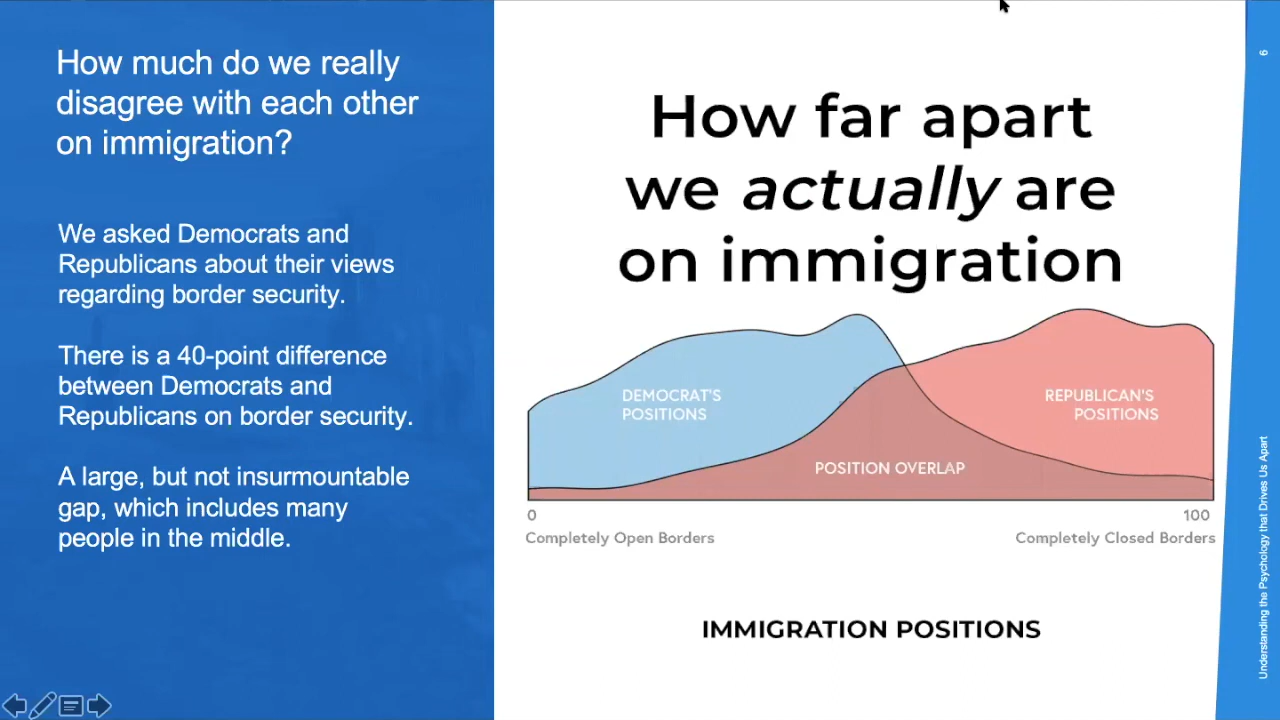 How much do we really
disagree with each other
on immigration?
We asked Democrats and
Republicans about their views
regarding border security.
There is a 40-point difference
between Democrats and
Republicans on border security.
A large, but not insurmountable
gap, which includes many
people in the middle.
How far apart
we actually are
on immigration
DEMOCRAT'S
POSITIONS
REPUBLICAN'S
POSITIONS
POSITION OVERLAP
0
100
Completely Open Borders
Completely Closed Borders
IMMIGRATION POSITIONS
6
Understanding the Psychology that Drives Us Apart